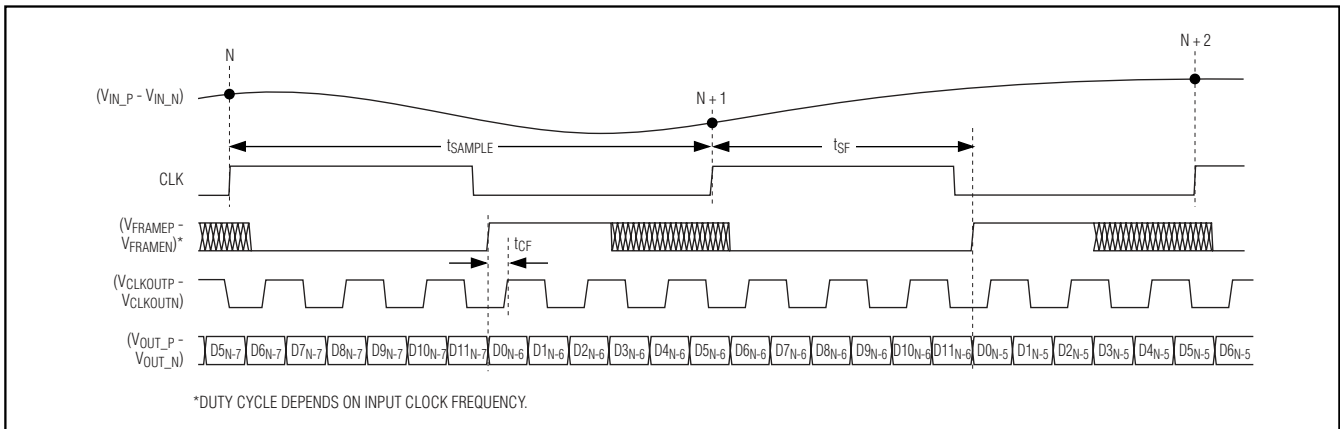 N
N + 1
N + 2
(VIN_P - VIN_N)
tSAMPLE
tSF
CLK
(VFRAMEP -
VFRAMEN)*
tCF
(VCLKOUTP -
VCLKOUTN)
(VOUT_P -
VOUT_N)
D5N-7 D6N-7 D7N-7 D8N-7 D9N-7 D10N-7 D11N-7 D0N-6 D1N-6 D2N-6 D3N-6 D4N-6 D5N-6 D6N-6 D7N-6 D8N-6 D9N-6 D10N-6 D11N-6 D0N-5 D1N-5 D2N-5 D3N-5 D4N-5 D5N-5 D6N-5
*DUTY CYCLE DEPENDS ON INPUT CLOCK FREQUENCY.